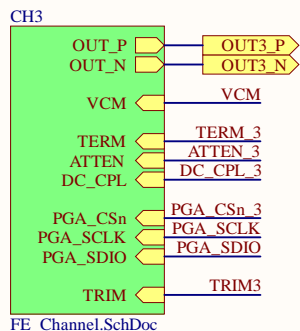 CH3
OUT_P OUT3_P
OUT_N OUT3_N
VCM VCM
TERM TERM_3
ATTEN ATTEN_3
DC_CPL DC_CPL_3
PGA_CSn PGA_CSn_3
PGA_SCLK PGA_SCLK
PGA_SDIO PGA_SDIO
TRIM TRIM3
FE_Channel.SchDoc